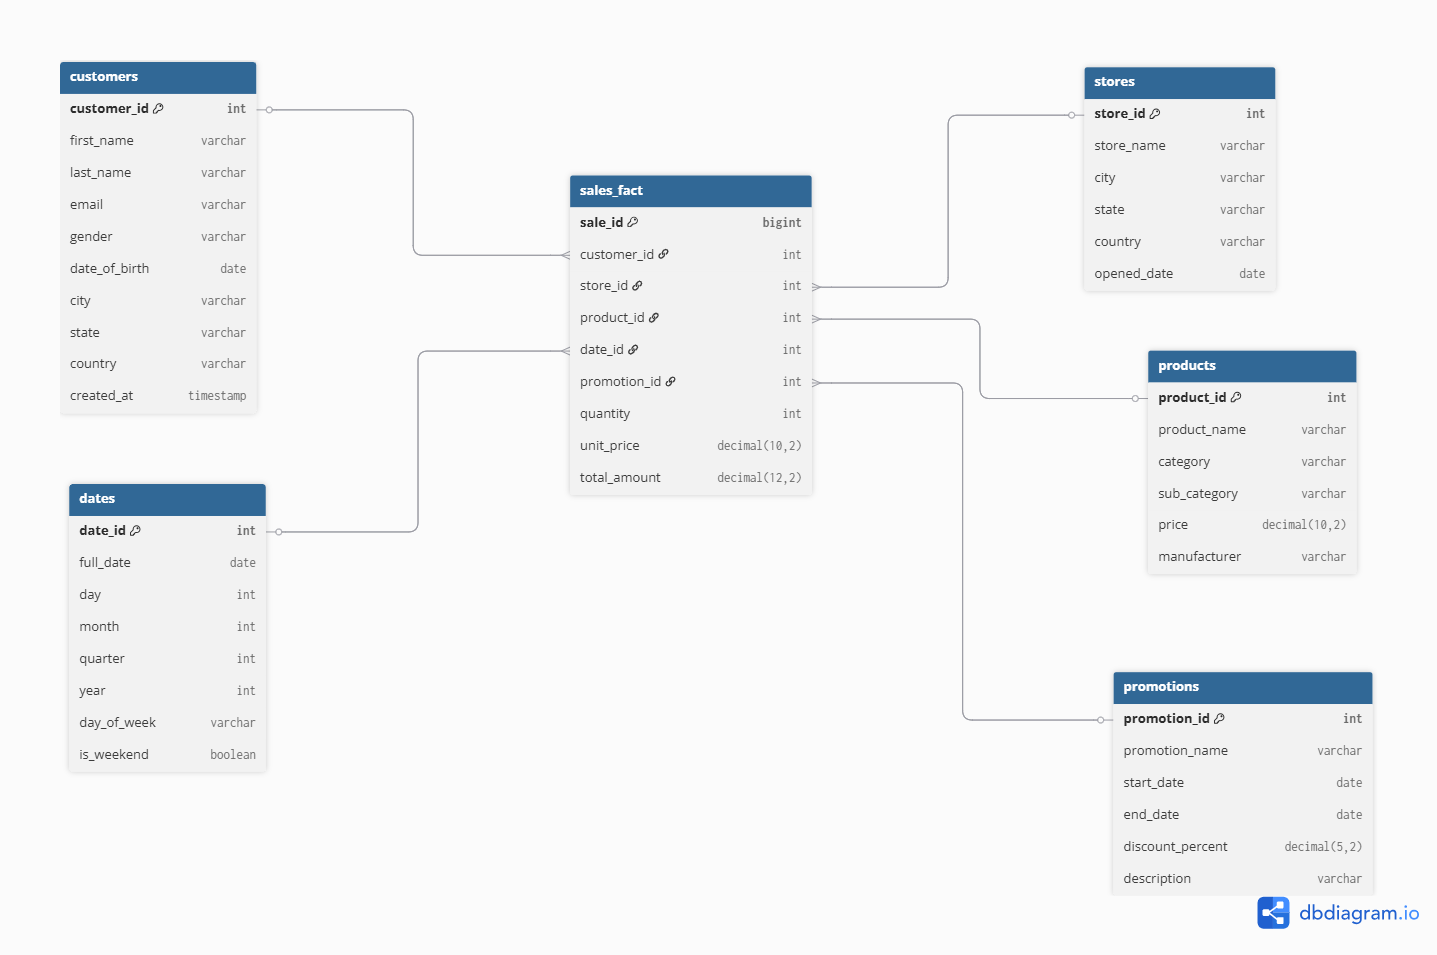 customers
customer_id int
first_name varchar
last_name varchar
email varchar
gender varchar
date_of_birth date
city varchar
state varchar
country varchar
created_at timestamp
dates
date_id int
full_date date
day int
month int
quarter int
year int
day_of_week varchar
is_weekend boolean
sales_fact
sale_id bigint
customer_id int
store_id int
product_id int
date_id int
promotion_id int
quantity int
unit_price decimal(10,2)
total_amount decimal(12,2)
stores
store_id int
store_name varchar
city varchar
state varchar
country varchar
opened_date date
products
product_id int
product_name varchar
category varchar
sub_category varchar
price decimal(10,2)
manufacturer varchar
promotions
promotion_id int
promotion_name varchar
start_date date
end_date date
discount_percent decimal(5,2)
description varchar
dbdiagram.io